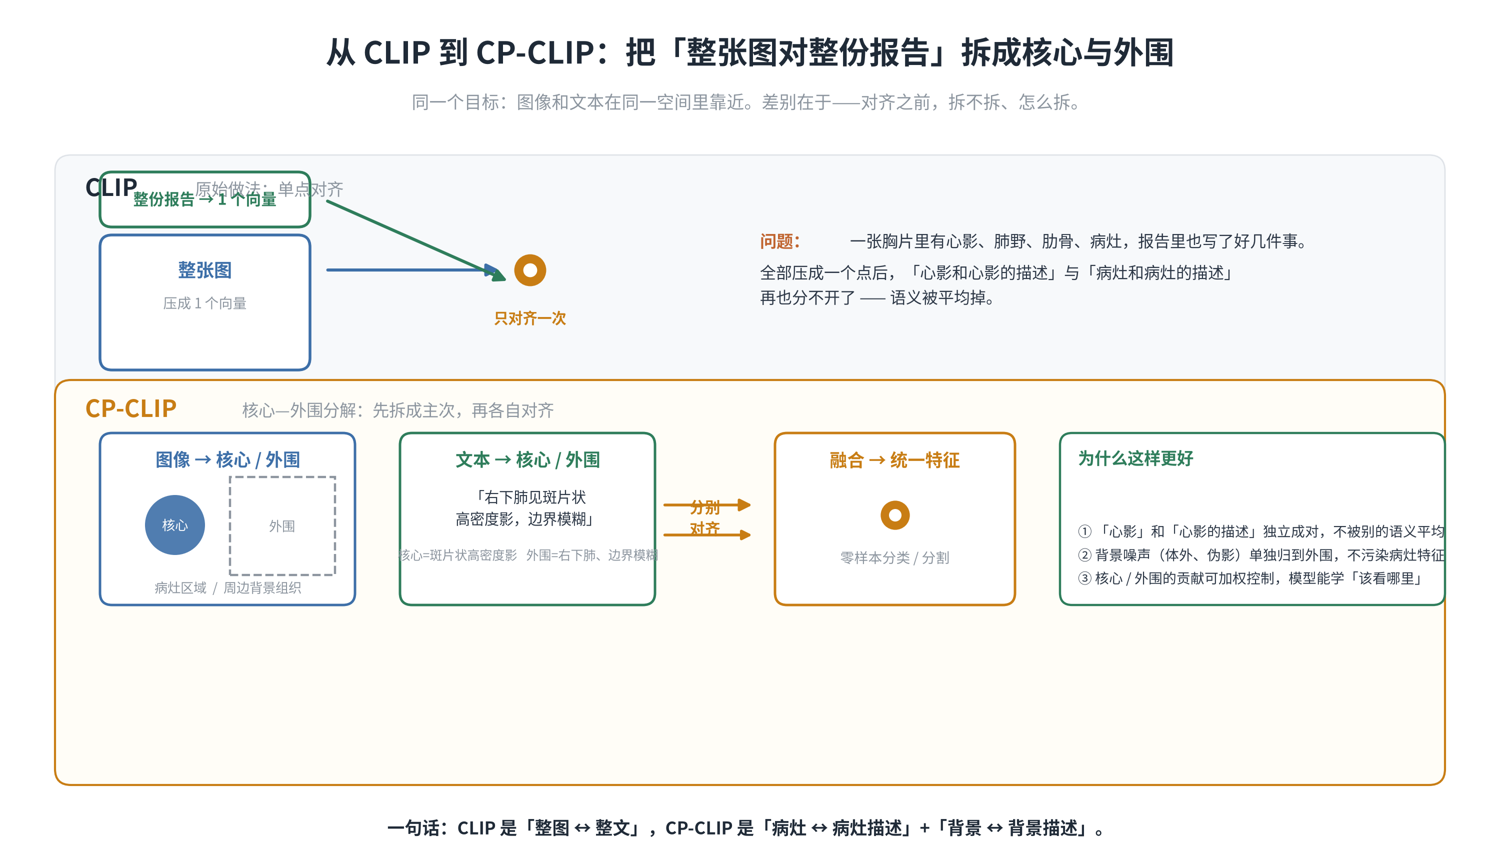 从 CLIP 到 CP-CLIP：把「整张图对整份报告」拆成核心与外围
同一个目标：图像和文本在同一空间里靠近。差别在于——对齐之前，拆不拆、怎么拆。
CLIP
原始做法：单点对齐
整份报告 → 1 个向量
整张图
压成 1 个向量
只对齐一次
问题：
一张胸片里有心影、肺野、肋骨、病灶，报告里也写了好几件事。
全部压成一个点后，「心影和心影的描述」与「病灶和病灶的描述」
再也分不开了 —— 语义被平均掉。
CP-CLIP
核心—外围分解：先拆成主次，再各自对齐
图像 → 核心 / 外围
核心
外围
病灶区域 / 周边背景组织
文本 → 核心 / 外围
「右下肺见斑片状
高密度影，边界模糊」
核心=斑片状高密度影 外围=右下肺、边界模糊
分别
对齐
融合 → 统一特征
零样本分类 / 分割
为什么这样更好
① 「心影」和「心影的描述」独立成对，不被别的语义平均
② 背景噪声（体外、伪影）单独归到外围，不污染病灶特征
③ 核心 / 外围的贡献可加权控制，模型能学「该看哪里」
一句话：CLIP 是「整图 ↔ 整文」，CP-CLIP 是「病灶 ↔ 病灶描述」+「背景 ↔ 背景描述」。